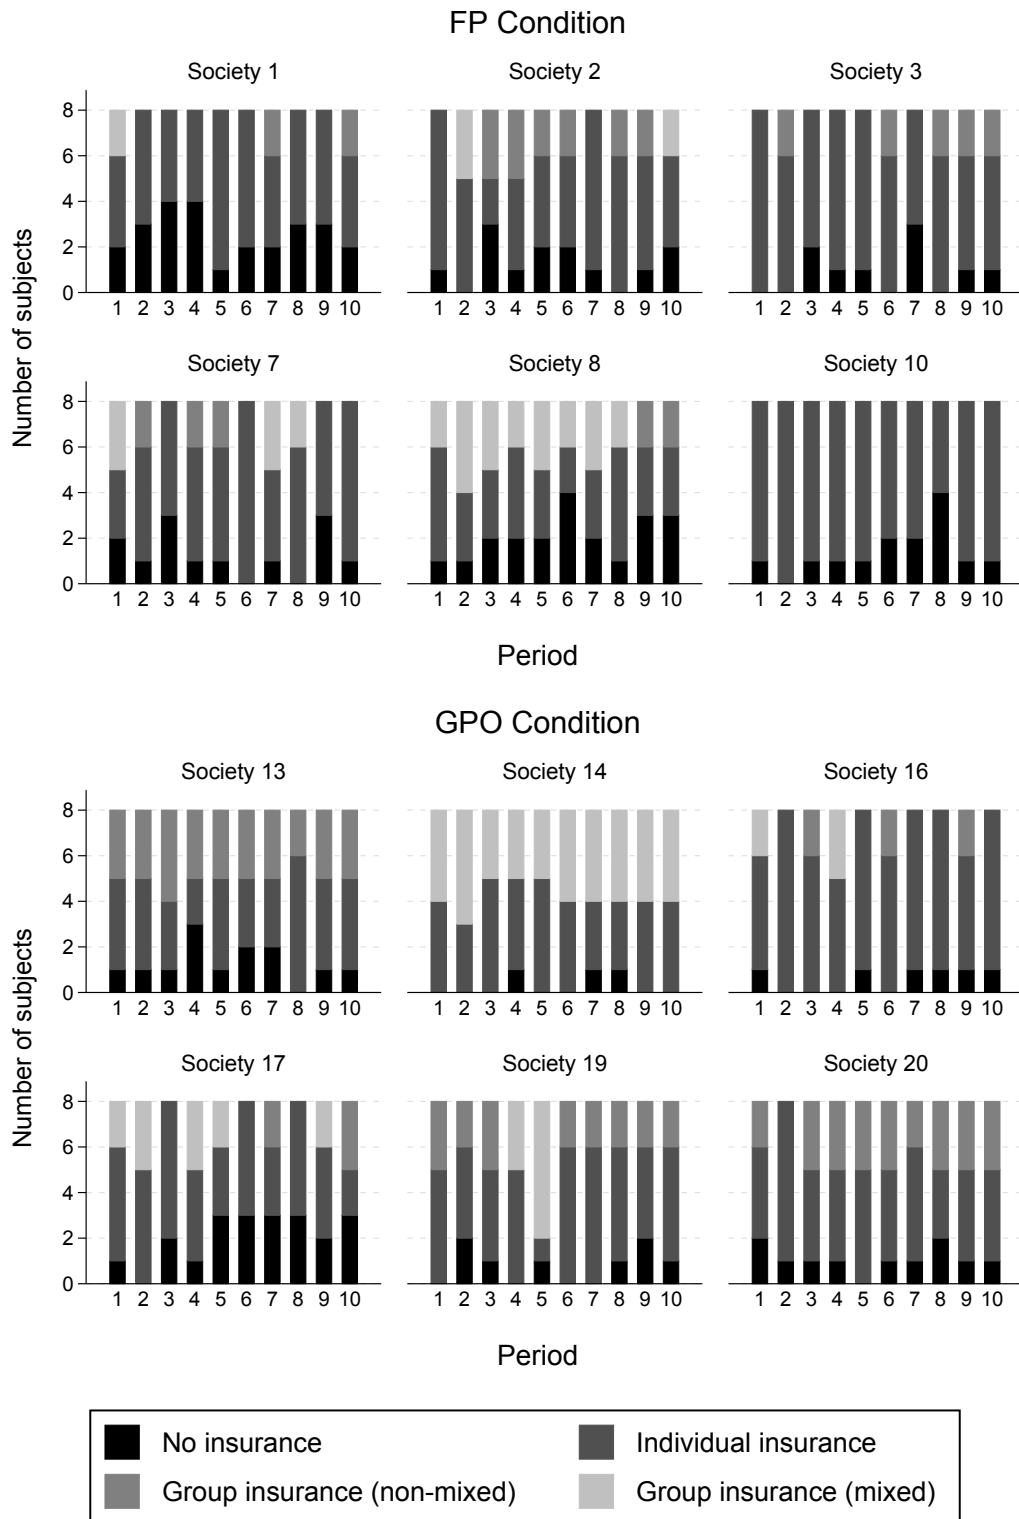 FP Condition
Society 1
Society 2
Society 3
8
6
4
2
0
1 2 3 4 5 6 7 8 9 10
1 2 3 4 5 6 7 8 9 10
1 2 3 4 5 6 7 8 9 10
Number of subjects
Society 7
Society 8
Society 10
8
6
4
2
0
1 2 3 4 5 6 7 8 9 10
1 2 3 4 5 6 7 8 9 10
1 2 3 4 5 6 7 8 9 10
Period
GPO Condition
Society 13
Society 14
Society 16
8
6
4
2
0
1 2 3 4 5 6 7 8 9 10
1 2 3 4 5 6 7 8 9 10
1 2 3 4 5 6 7 8 9 10
Number of subjects
Society 17
Society 19
Society 20
8
6
4
2
0
1 2 3 4 5 6 7 8 9 10
1 2 3 4 5 6 7 8 9 10
1 2 3 4 5 6 7 8 9 10
Period
No insurance
Individual insurance
Group insurance (non-mixed)
Group insurance (mixed)